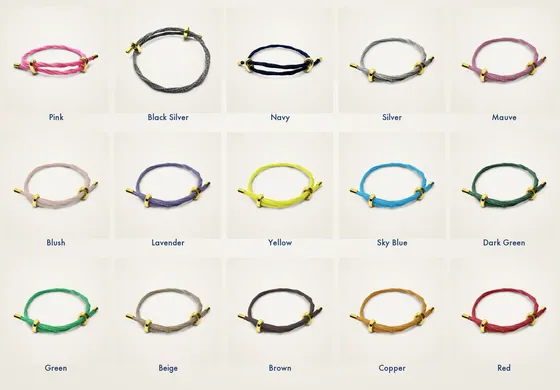 Pink
Black Silver
Navy
Silver
Mauve
Blush
Lavender
Yellow
Sky Blue
Dark Green
Green
Beige
Brown
Copper
Red